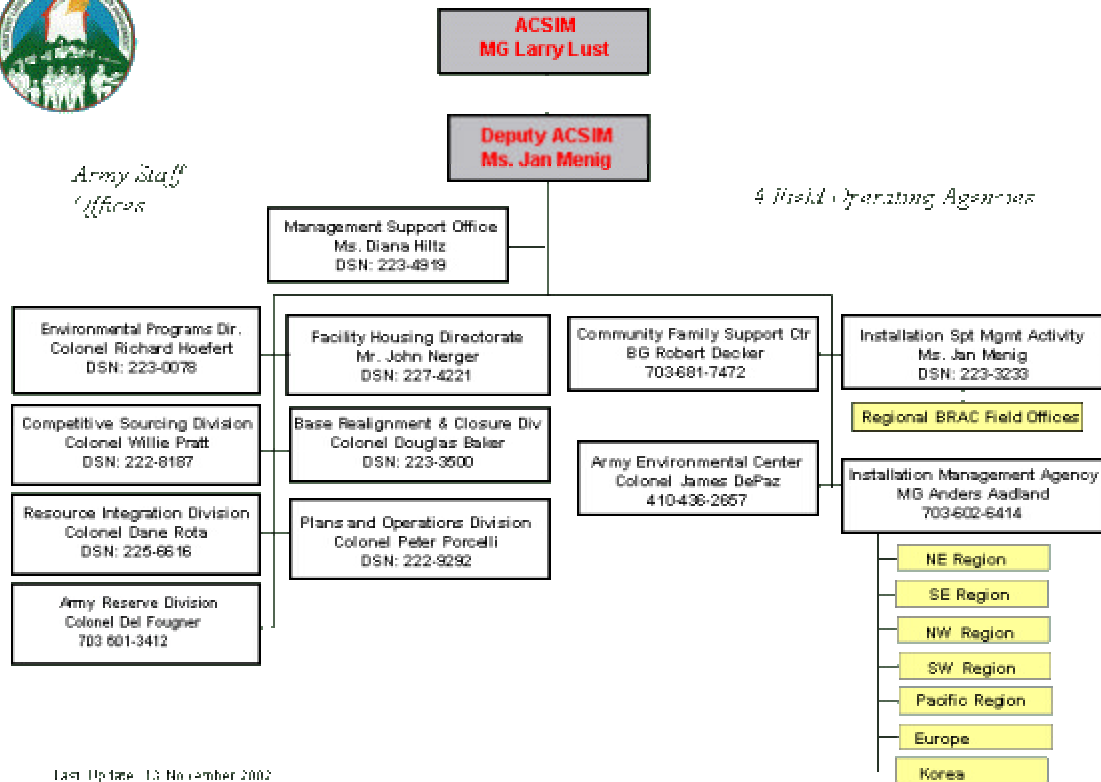 ACSIM
MG Larry Lust
Deputy ACSIM
Ms. Jan Menig
Army Staff
Offices
4 Field Operating Agencies
Management Support Office
Ms. Diana Hiltz
DSN: 223-4919
Environmental Programs Dir.
Colonel Richard Hoefert
DSN: 223-0078
Facility Housing Directorate
Mr. John Nerger
DSN: 227-4221
Community Family Support Ctr
BG Robert Decker
703-681-7472
Installation Spt Mgmt Activity
Ms. Jan Menig
DSN: 223-3233
Regional BRAC Field Offices
Competitive Sourcing Division
Colonel Willie Pratt
DSN: 222-8187
Base Realignment & Closure Div
Colonel Douglas Baker
DSN: 223-3500
Army Environmental Center
Colonel James DePaz
410-436-2657
Installation Management Agency
MG Anders Aadland
703-602-6414
Resource Integration Division
Colonel Dane Rota
DSN: 225-6616
Plans and Operations Division
Colonel Peter Porcelli
DSN: 222-9292
Army Reserve Division
Colonel Del Fougner
703 601-3412
NE Region
SE Region
NW Region
SW Region
Pacific Region
Europe
Korea
Last Update 13 November 2002